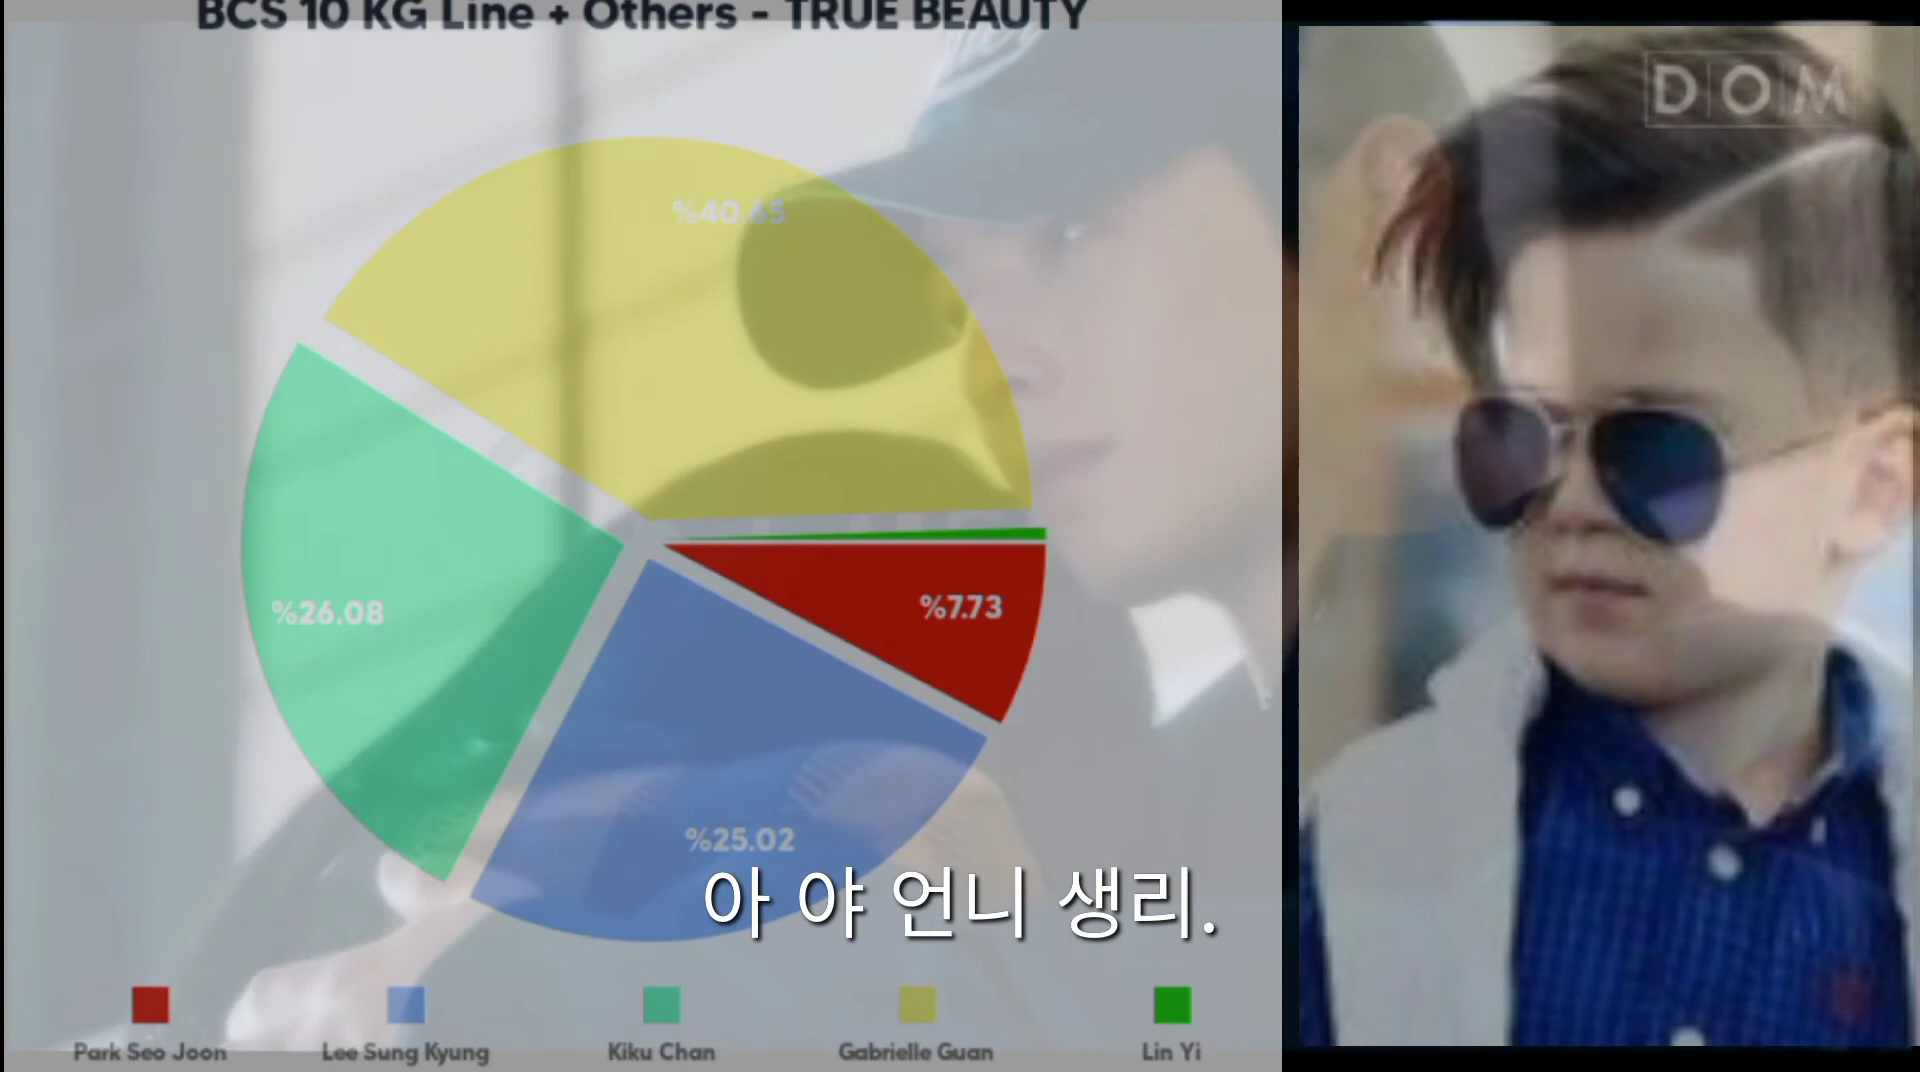 BCS 10 KG Line + Others - TRUE BEAUTY
DOM
%40.65
%7.73
%26.08
%25.02
아 야 언니 생리.
Park Seo Joon
Lee Sung Kyung
Kiku Chan
Gabrielle Guan
Lin Yi